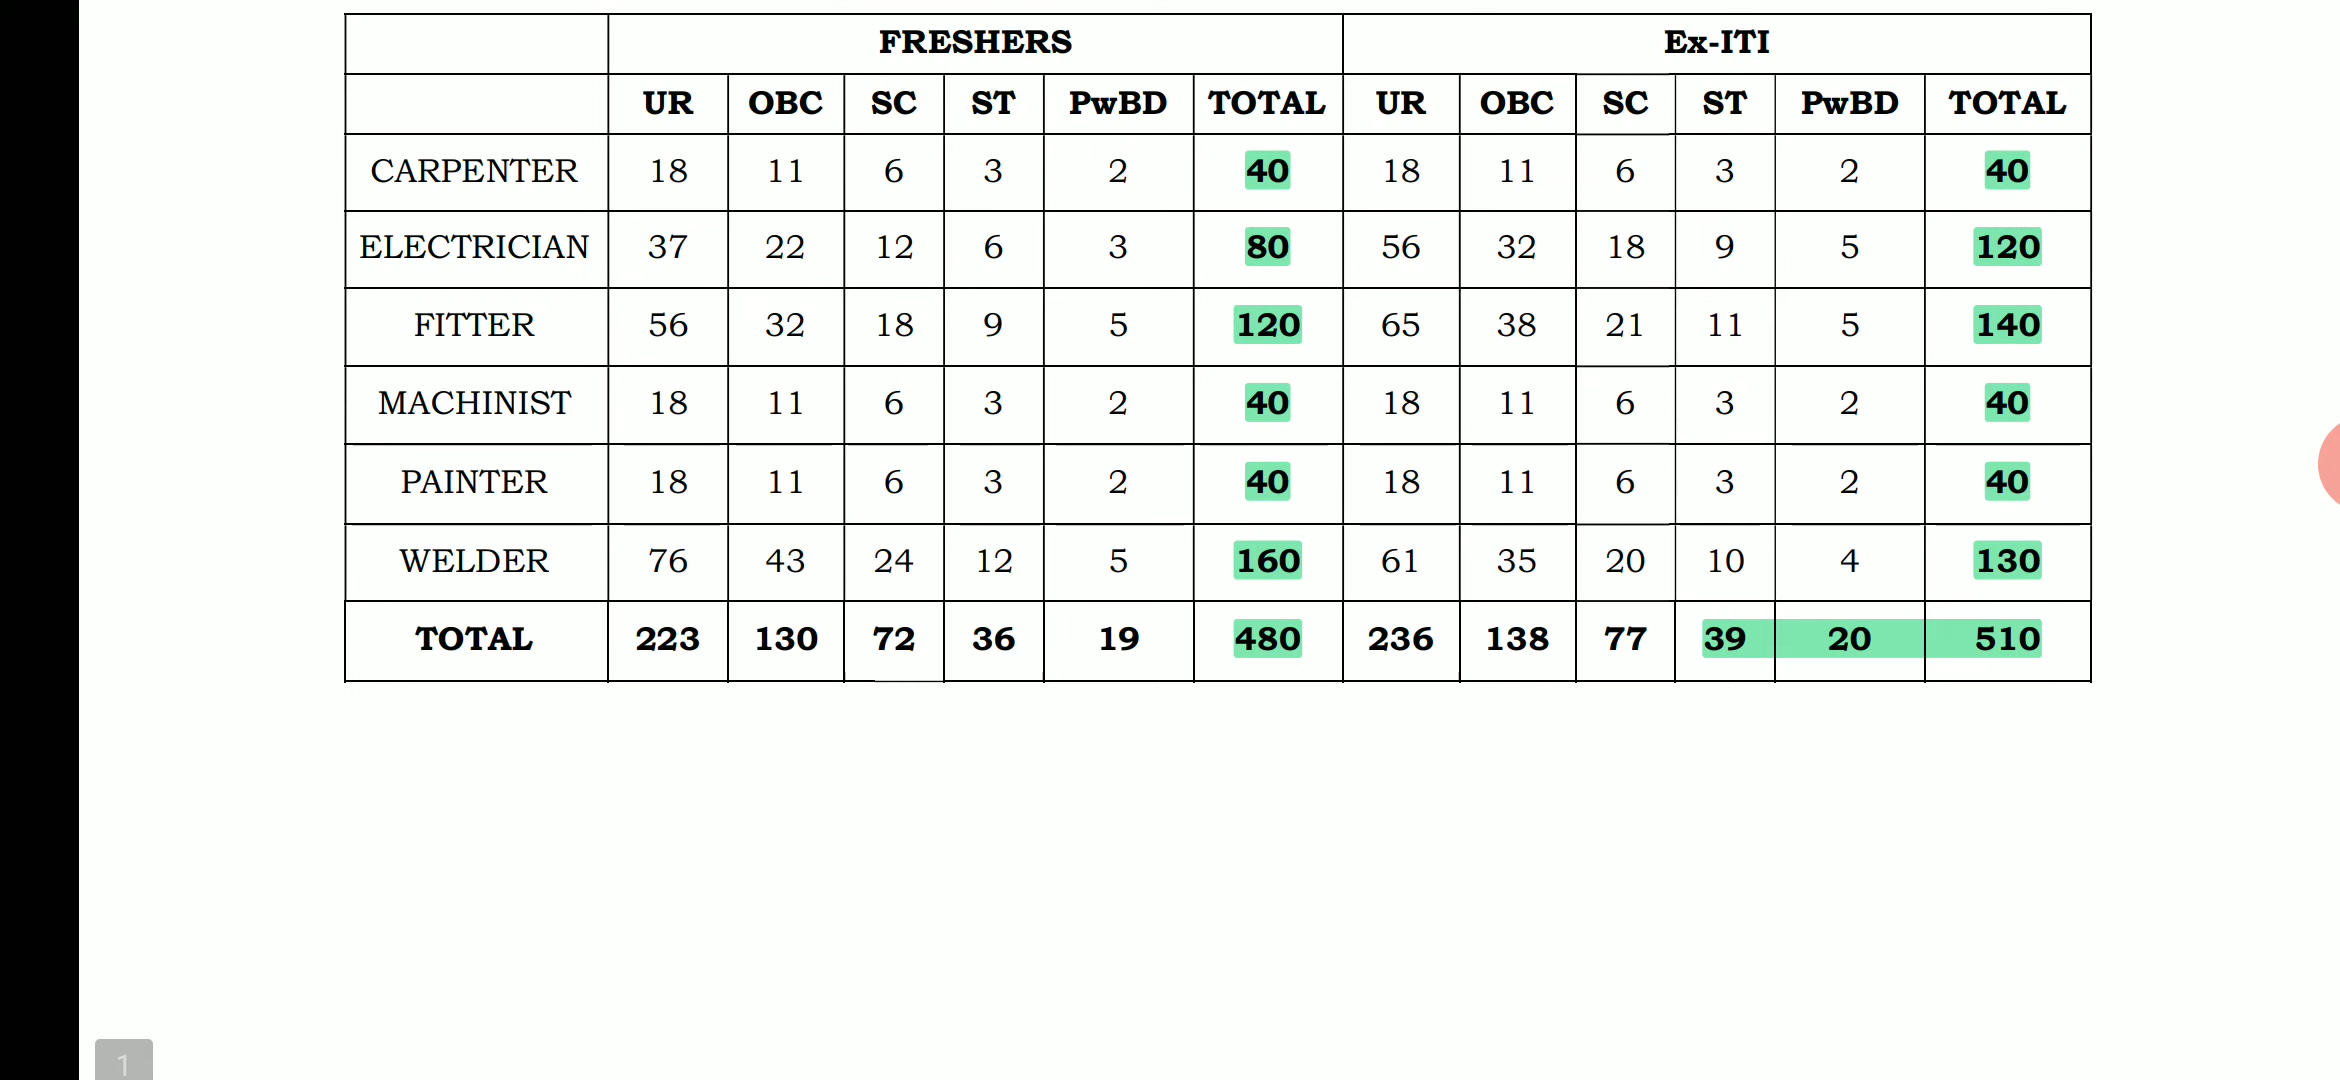 FRESHERS Ex-ITI
UR OBC SC ST PwBD TOTAL UR OBC SC ST PwBD TOTAL
CARPENTER 18 11 6 3 2 40 18 11 6 3 2 40
ELECTRICIAN 37 22 12 6 3 80 56 32 18 9 5 120
FITTER 56 32 18 9 5 120 65 38 21 11 5 140
MACHINIST 18 11 6 3 2 40 18 11 6 3 2 40
PAINTER 18 11 6 3 2 40 18 11 6 3 2 40
WELDER 76 43 24 12 5 160 61 35 20 10 4 130
TOTAL 223 130 72 36 19 480 236 138 77 39 20 510
1